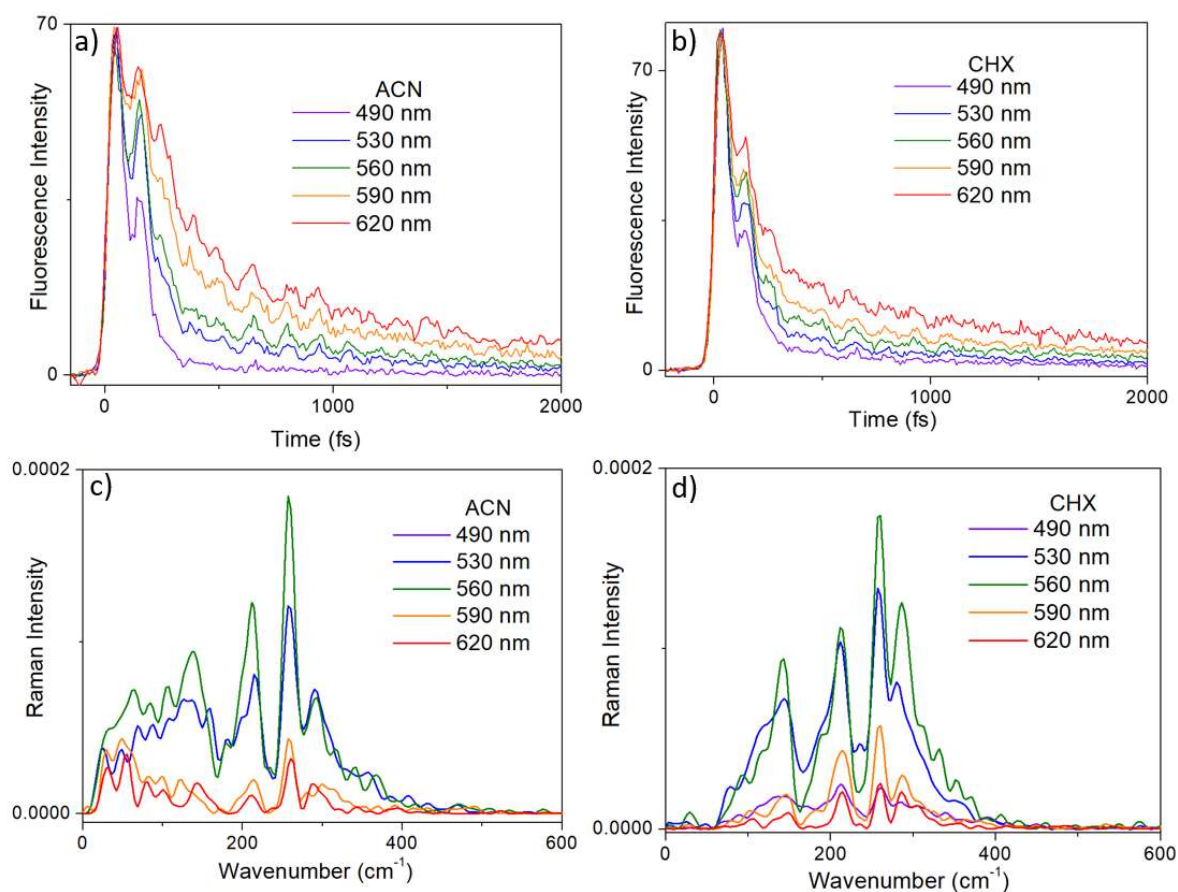 a)
70
0
Fluorescence Intensity
ACN
490 nm
530 nm
560 nm
590 nm
620 nm
0
1000
2000
Time (fs)
b)
70
0
Fluorescence Intensity
CHX
490 nm
530 nm
560 nm
590 nm
620 nm
0
1000
2000
Time (fs)
c)
0.0002
0.0000
Raman Intensity
ACN
490 nm
530 nm
560 nm
590 nm
620 nm
0
200
400
600
Wavenumber (cm⁻¹)
d)
0.0002
0.0000
Raman Intensity
CHX
490 nm
530 nm
560 nm
590 nm
620 nm
0
200
400
600
Wavenumber (cm⁻¹)